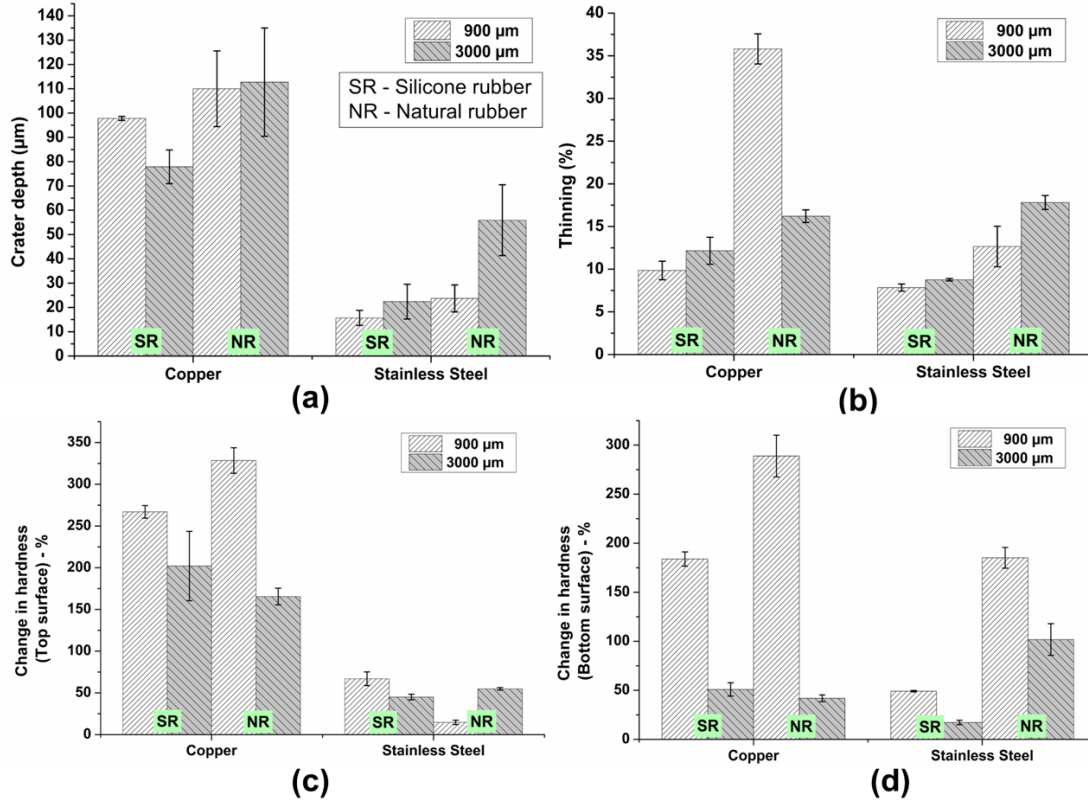 140
130
120
110
100
90
80
70
60
50
40
30
20
10
0
Crater depth (µm)
900 µm
3000 µm
SR - Silicone rubber
NR - Natural rubber
SR NR SR NR
Copper Stainless Steel
(a)
40
35
30
25
20
15
10
5
0
Thinning (%)
900 µm
3000 µm
SR NR SR NR
Copper Stainless Steel
(b)
350
300
250
200
150
100
50
0
Change in hardness
(Top surface) - %
900 µm
3000 µm
SR NR SR NR
Copper Stainless Steel
(c)
300
250
200
150
100
50
0
Change in hardness
(Bottom surface) - %
900 µm
3000 µm
SR NR SR NR
Copper Stainless Steel
(d)